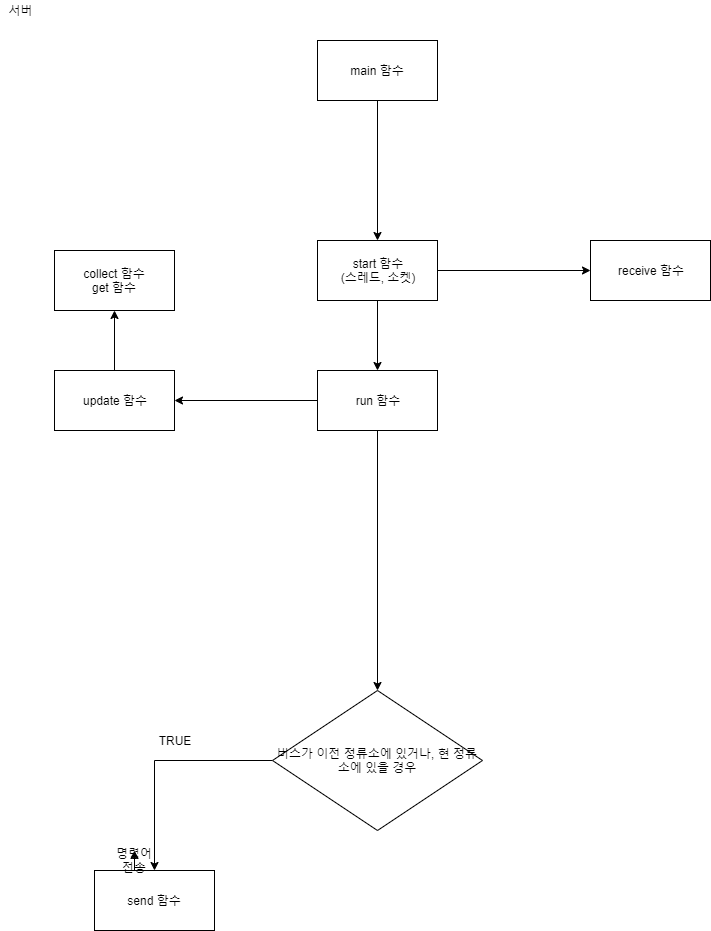 서버
main 함수
start 함수
(스레드, 소켓)
receive 함수
collect 함수
get 함수
update 함수
run 함수
버스가 이전 정류소에 있거나, 현 정류
소에 있을 경우
TRUE
명령어
전송
send 함수